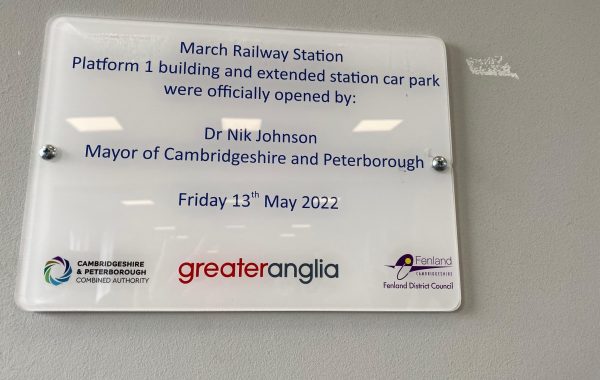 March Railway Station
Platform 1 building and extended station car park
were officially opened by:
Dr Nik Johnson
Mayor of Cambridgeshire and Peterborough
Friday 13th May 2022
CAMBRIDGESHIRE
& PETERBOROUGH
COMBINED AUTHORITY
greateranglia
Fenland
CAMBRIDGESHIRE
Fenland District Council